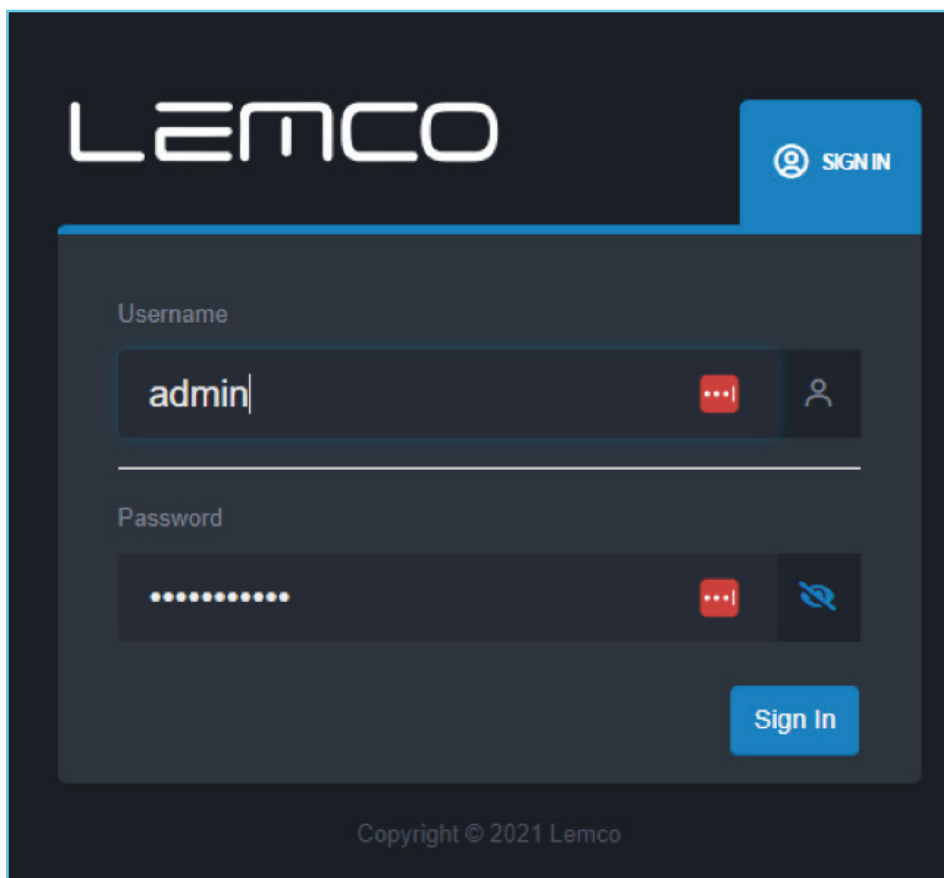 LEMCO
SIGN IN
Username
admin
Password
•••••••••••
Sign In
Copyright © 2021 Lemco